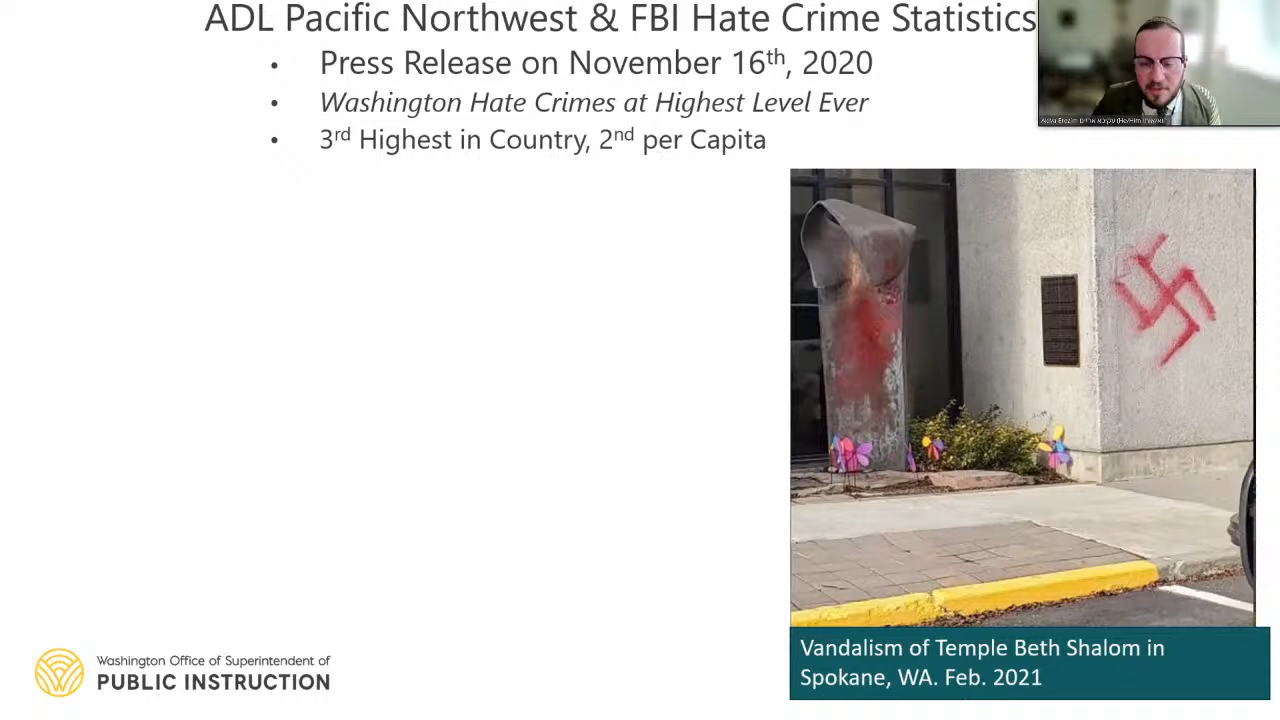 ADL Pacific Northwest & FBI Hate Crime Statistics
• Press Release on November 16th, 2020
• Washington Hate Crimes at Highest Level Ever
• 3rd Highest in Country, 2nd per Capita
Vandalism of Temple Beth Shalom in
Spokane, WA. Feb. 2021
Washington Office of Superintendent of
PUBLIC INSTRUCTION